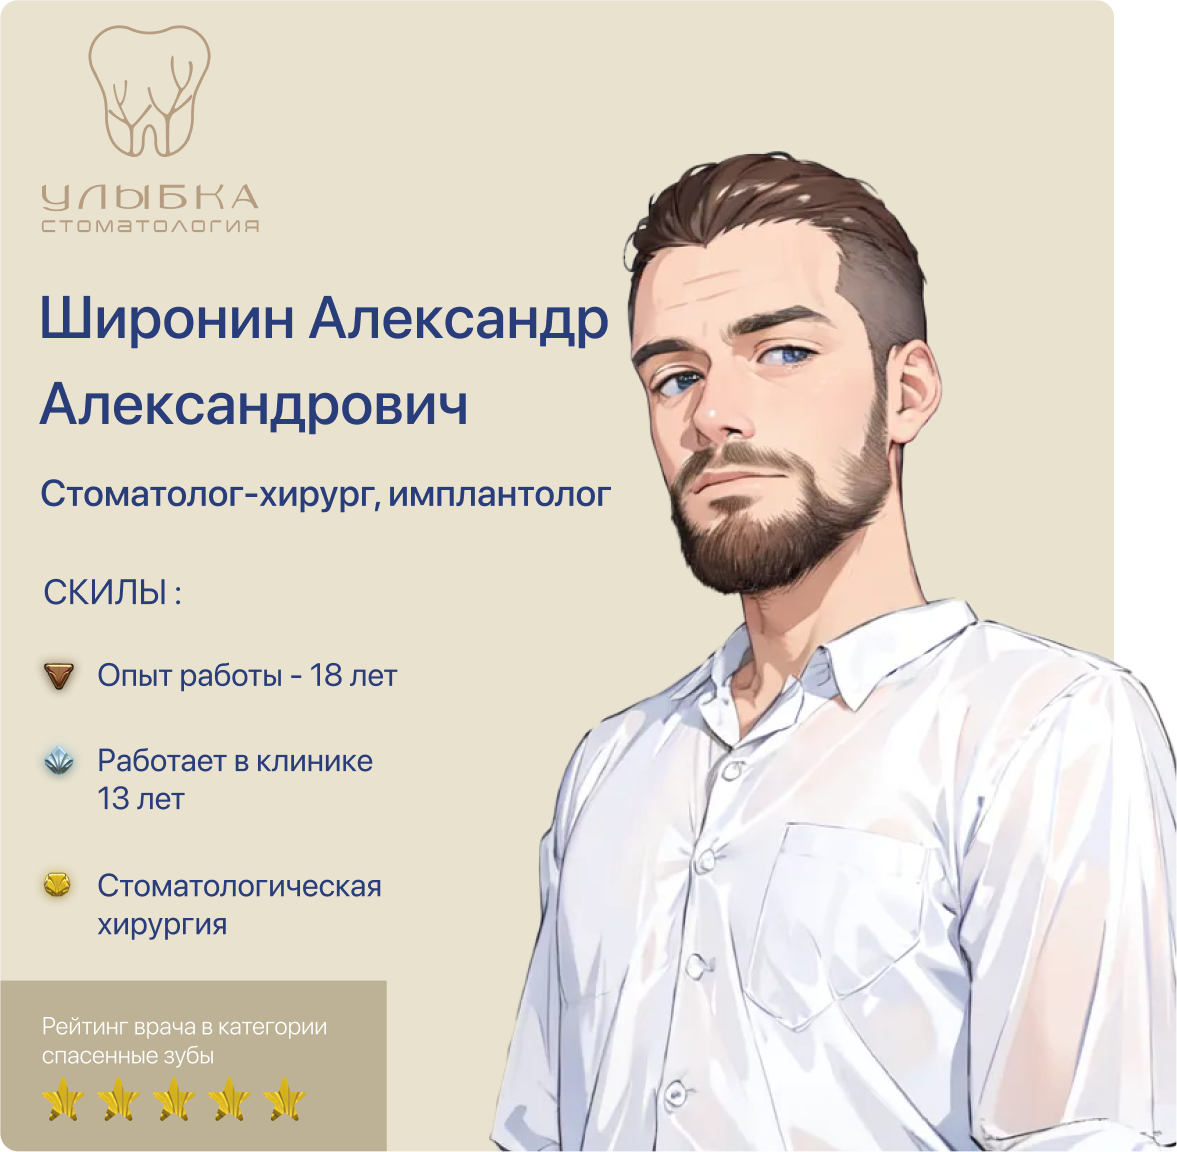 УЛЫБКА
стоматология
Широнин Александр
Александрович
Стоматолог-хирург, имплантолог
СКИЛЫ :
Опыт работы - 18 лет
Работает в клинике
13 лет
Стоматологическая
хирургия
Рейтинг врача в категории
спасенные зубы